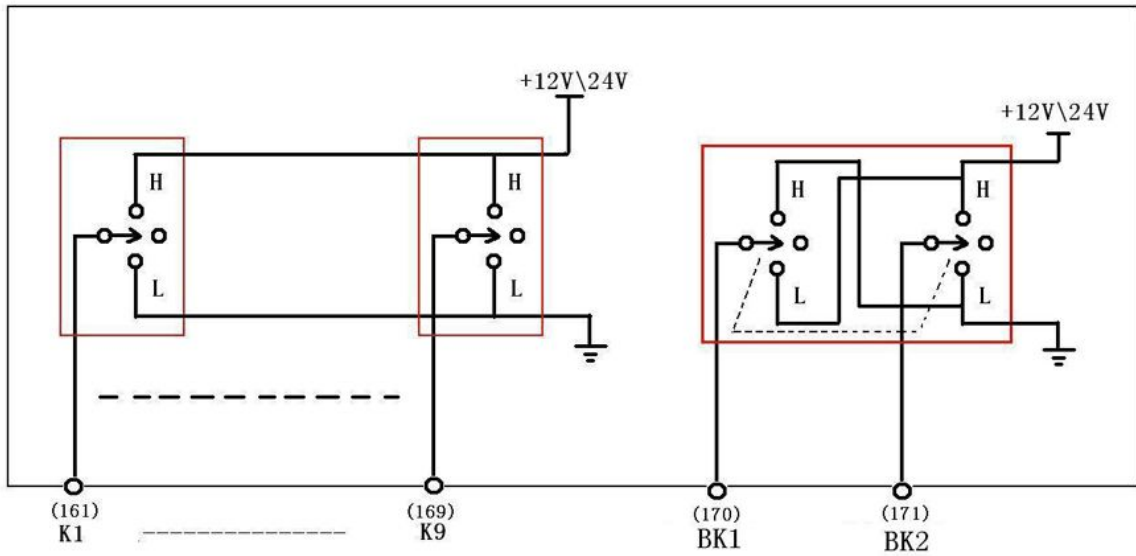 +12V\24V
+12V\24V
H
H
H
H
L
L
L
L
(161)
(169)
(170)
(171)
K1
K9
BK1
BK2